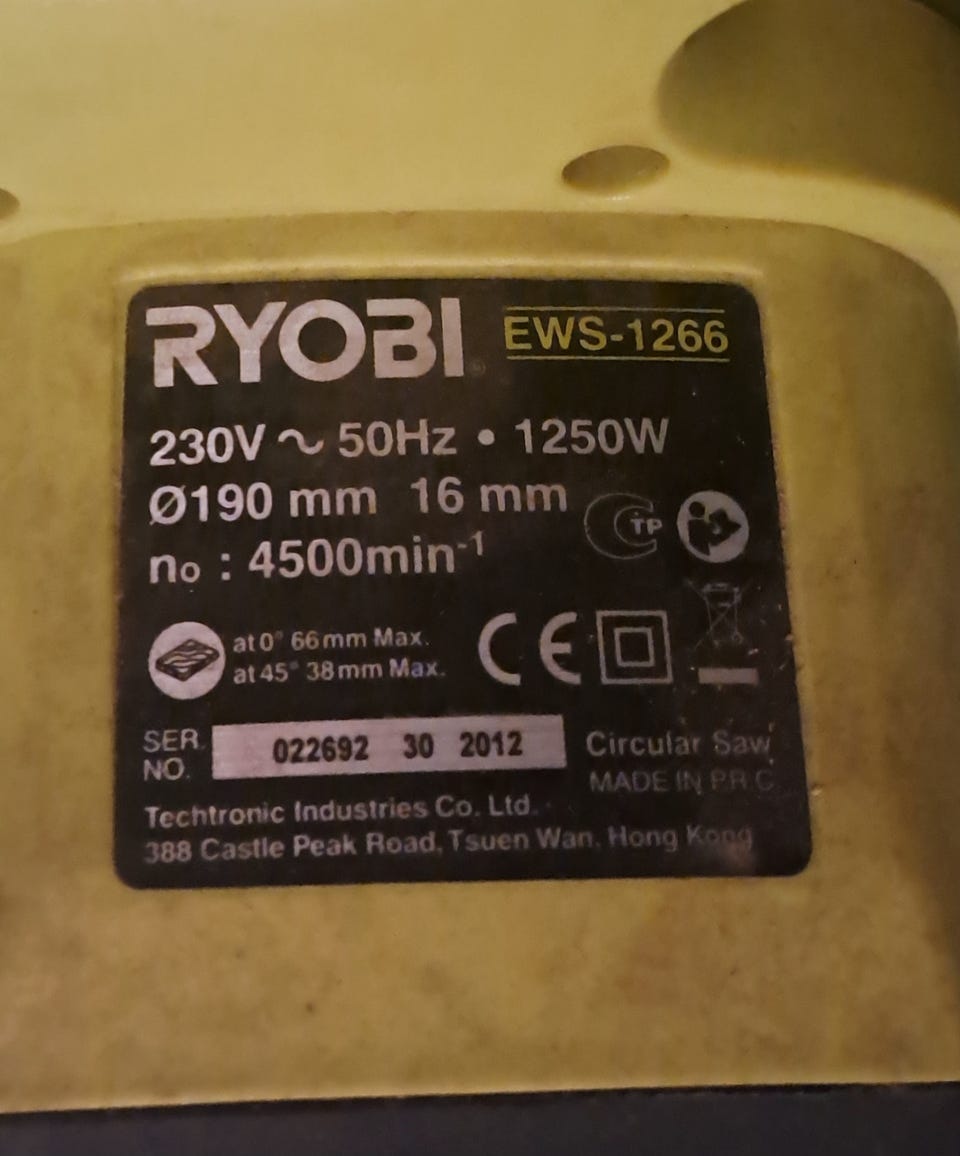 RYOBI EWS-1266
230V ~ 50Hz • 1250W
Ø190 mm 16 mm
no : 4500min-1
at 0° 66mm Max.
at 45° 38mm Max.
CTP
CE
SER. NO. 022692 30 2012
Circular Saw
MADE IN P.R.C
Techtronic Industries Co. Ltd.
388 Castle Peak Road, Tsuen Wan, Hong Kong